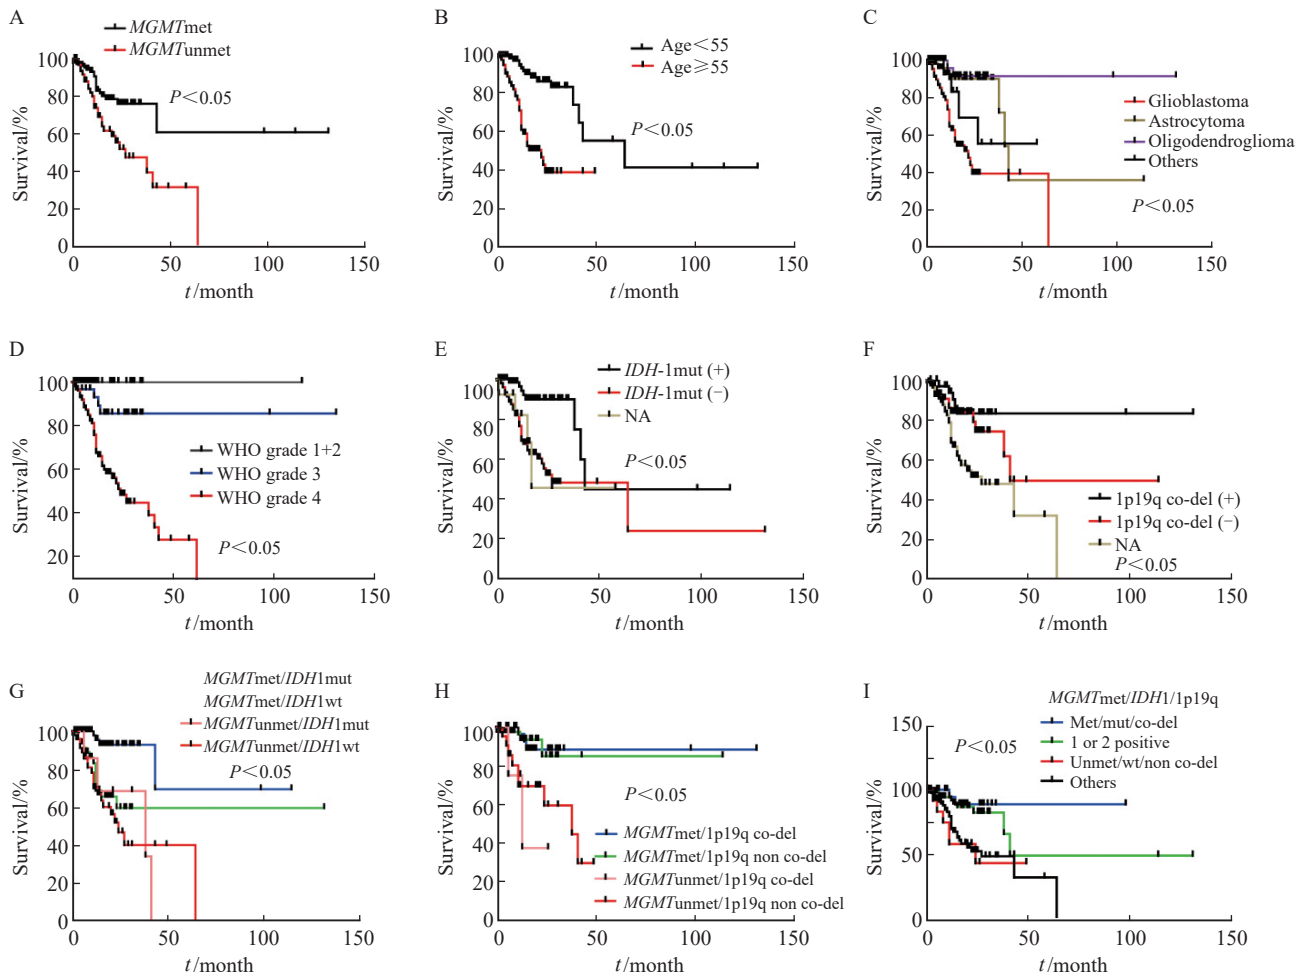 A
MGMTmet
MGMTunmet
P<0.05
Survival/%
100
80
60
40
20
0
0
50
100
150
t/month
B
Age<55
Age≥55
P<0.05
Survival/%
100
80
60
40
20
0
0
50
100
150
t/month
C
Glioblastoma
Astrocytoma
Oligodendroglioma
Others
P<0.05
Survival/%
100
80
60
40
20
0
0
50
100
150
t/month
D
WHO grade 1+2
WHO grade 3
WHO grade 4
P<0.05
Survival/%
100
80
60
40
20
0
50
100
150
t/month
E
IDH-1mut (+)
IDH-1mut (−)
NA
P<0.05
Survival/%
100
80
60
40
20
0
0
50
100
150
t/month
F
1p19q co-del (+)
1p19q co-del (−)
NA
P<0.05
Survival/%
100
80
60
40
20
0
0
50
100
150
t/month
G
MGMTmet/IDH1mut
MGMTmet/IDH1wt
MGMTunmet/IDH1mut
MGMTunmet/IDH1wt
P<0.05
Survival/%
100
80
60
40
20
0
0
50
100
150
t/month
H
P<0.05
MGMTmet/1p19q co-del
MGMTmet/1p19q non co-del
MGMTunmet/1p19q co-del
MGMTunmet/1p19q non co-del
Survival/%
100
80
60
40
20
0
0
50
100
150
t/month
I
MGMTmet/IDH1/1p19q
Met/mut/co-del
1 or 2 positive
Unmet/wt/non co-del
Others
P<0.05
Survival/%
150
100
50
0
0
50
100
150
t/month